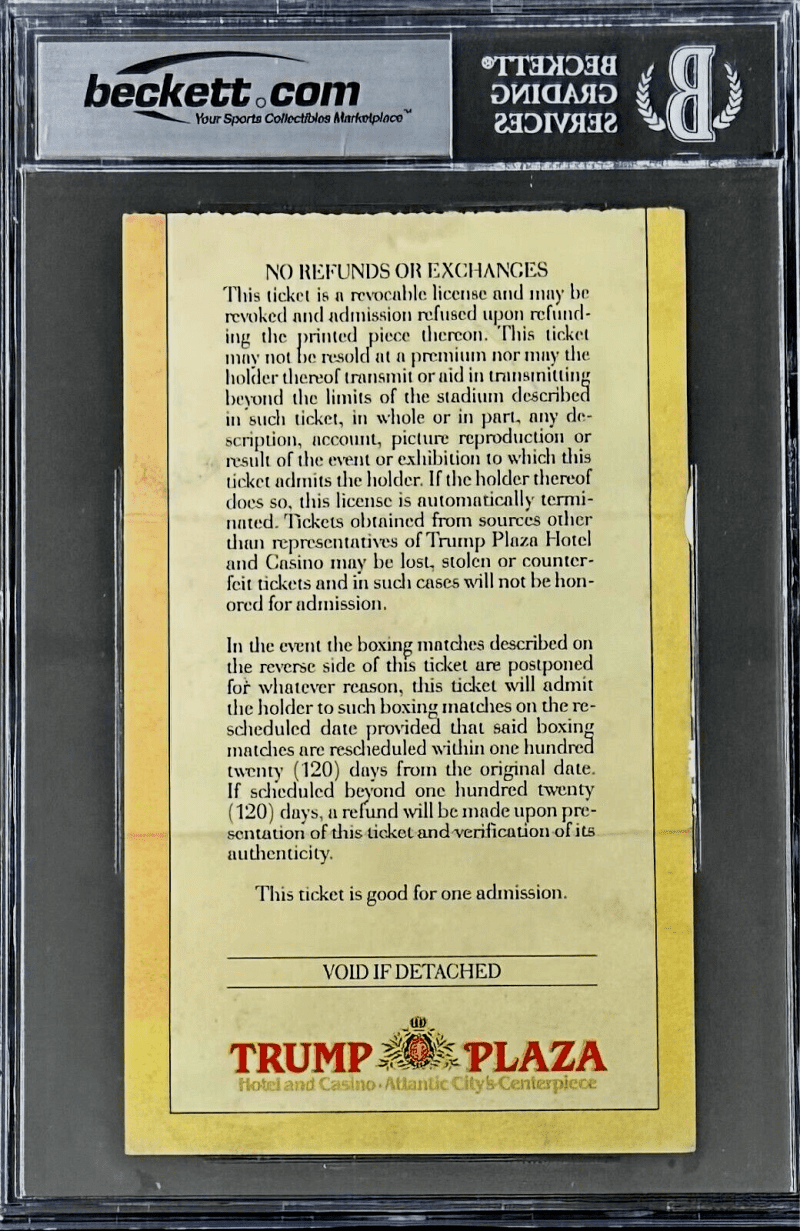 beckett.com
Your Sports Collectibles Marketplace™
BECKETT®
GRADING
SERVICES
B
NO REFUNDS OR EXCHANGES
This ticket is a revocable license and may be
revoked and admission refused upon refund-
ing the printed piece thereon. This ticket
may not be resold at a premium nor may the
holder thereof transmit or aid in transmitting
beyond the limits of the stadium described
in such ticket, in whole or in part, any de-
scription, account, picture reproduction or
result of the event or exhibition to which this
ticket admits the holder. If the holder thereof
does so, this license is automatically termi-
nated. Tickets obtained from sources other
than representatives of Trump Plaza Hotel
and Casino may be lost, stolen or counter-
feit tickets and in such cases will not be hon-
ored for admission.
In the event the boxing matches described on
the reverse side of this ticket are postponed
for whatever reason, this ticket will admit
the holder to such boxing matches on the re-
scheduled date provided that said boxing
matches are rescheduled within one hundred
twenty (120) days from the original date.
If scheduled beyond one hundred twenty
(120) days, a refund will be made upon pre-
sentation of this ticket and verification of its
authenticity.
This ticket is good for one admission.
VOID IF DETACHED
TRUMP PLAZA
Hotel and Casino • Atlantic City's Centerpiece